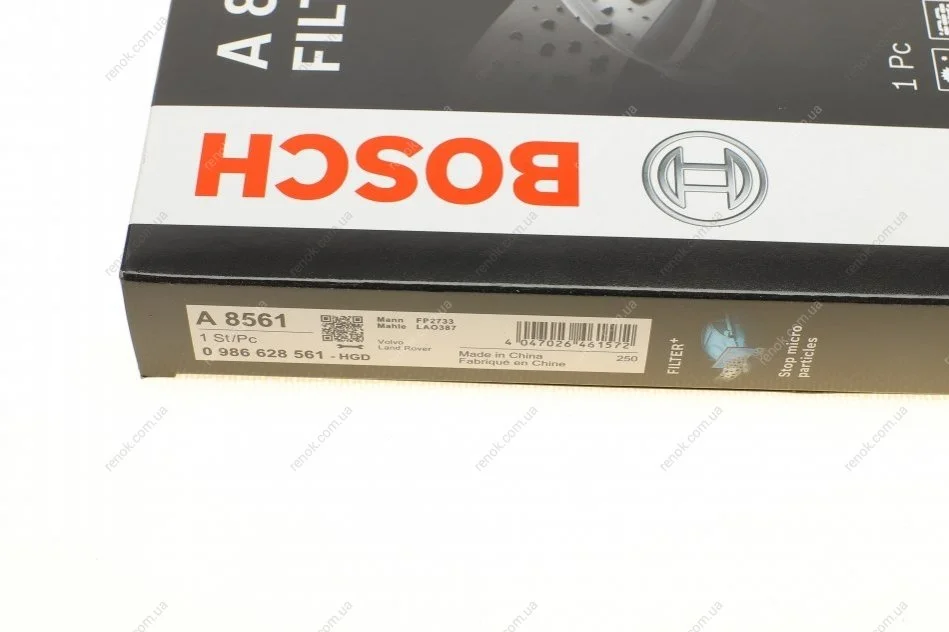 A 8
FILT
1 Pc
BOSCH
A 8561
1 St/Pc
0 986 628 561 - HGD
Mann FP2733
Mahle LAO387
Volvo
Land Rover
4 047026 461572
Made in China
Fabriqué en Chine
250
FILTER+
Stop micro
particles
renok.com.ua